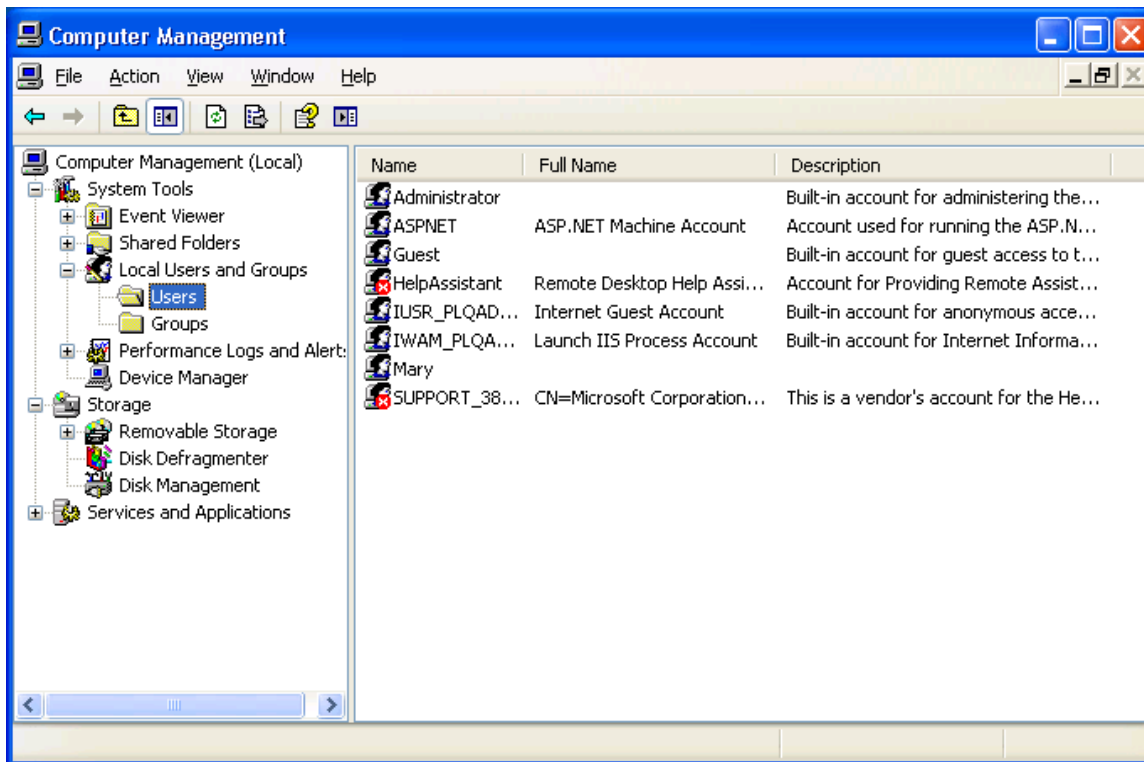 Computer Management
File Action View Window Help
Computer Management (Local)
System Tools
Event Viewer
Shared Folders
Local Users and Groups
Users
Groups
Performance Logs and Alert:
Device Manager
Storage
Removable Storage
Disk Defragmenter
Disk Management
Services and Applications
Name Full Name Description
Administrator Built-in account for administering the...
ASPNET ASP.NET Machine Account Account used for running the ASP.N...
Guest Built-in account for guest access to t...
HelpAssistant Remote Desktop Help Assi... Account for Providing Remote Assist...
IUSR_PLQAD... Internet Guest Account Built-in account for anonymous acce...
IWAM_PLQA... Launch IIS Process Account Built-in account for Internet Informa...
Mary
SUPPORT_38... CN=Microsoft Corporation... This is a vendor's account for the He...